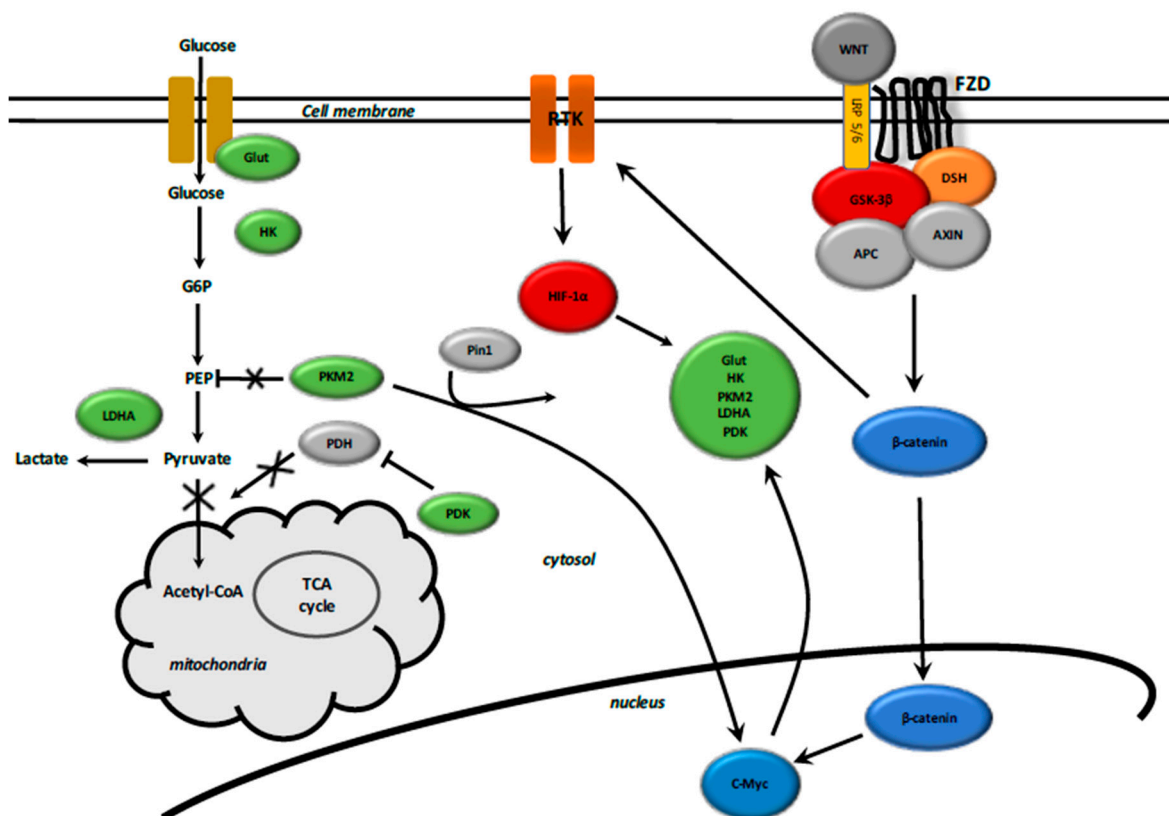 Glucose
WNT
FZD
Cell membrane
RTK
LRP 5/6
Glut
Glucose
DSH
GSK-3β
HK
AXIN
APC
G6P
HIF-1α
Pin1
Glut
HK
PKM2
LDHA
PDK
PEP
PKM2
LDHA
PDH
β-catenin
Lactate
Pyruvate
PDK
cytosol
Acetyl-CoA
TCA
cycle
mitochondria
nucleus
β-catenin
C-Myc